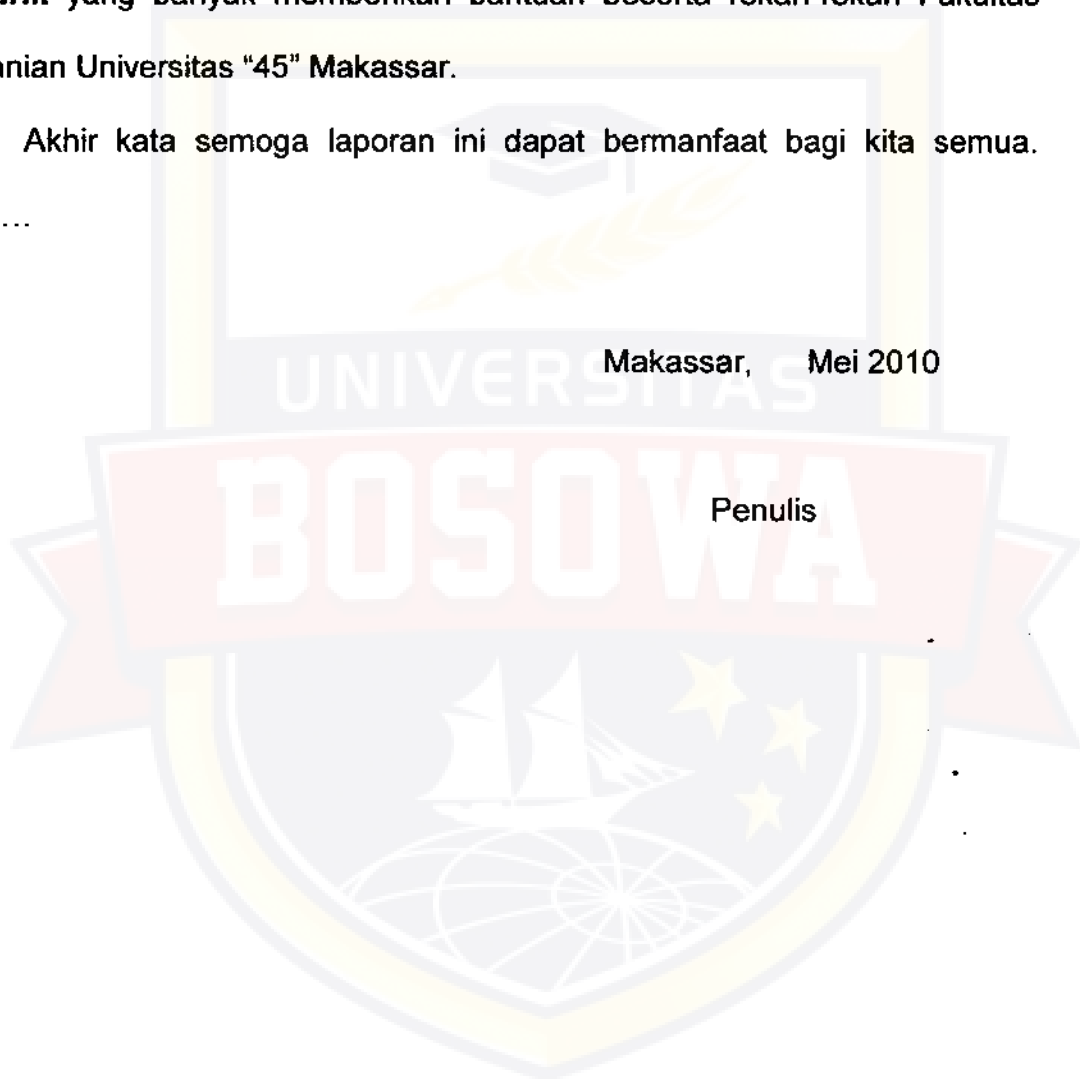 yang banyak memberikan bantuan beserta rekan-rekan Fakultas
anian Universitas “45” Makassar.
Akhir kata semoga laporan ini dapat bermanfaat bagi kita semua.
....
Makassar, Mei 2010
UNIVERSITAS
BOSOWA
Penulis